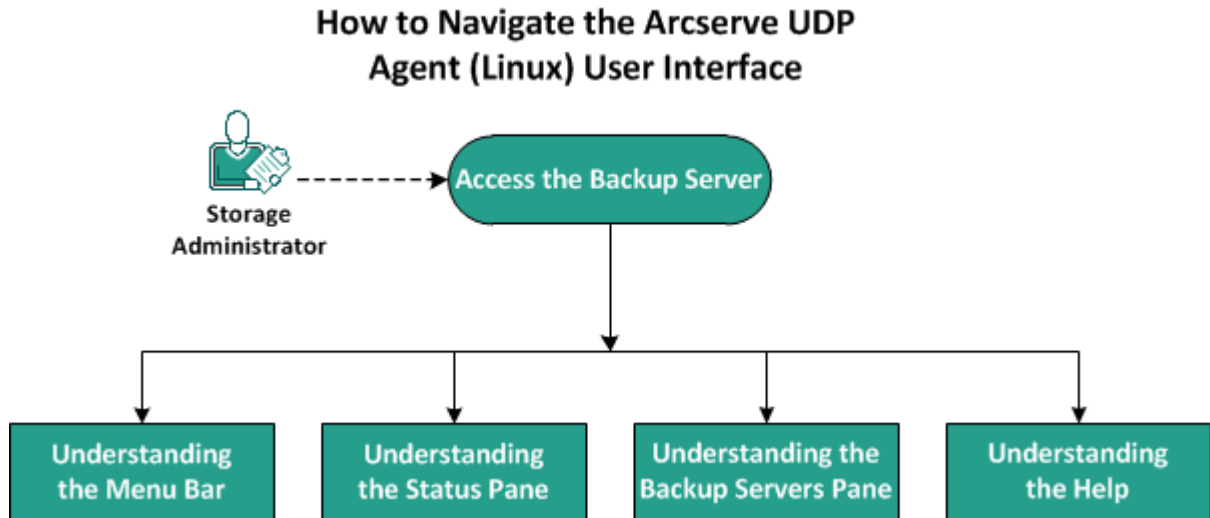 How to Navigate the Arcserve UDP
Agent (Linux) User Interface
Storage
Administrator
Access the Backup Server
Understanding
the Menu Bar
Understanding
the Status Pane
Understanding the
Backup Servers Pane
Understanding
the Help